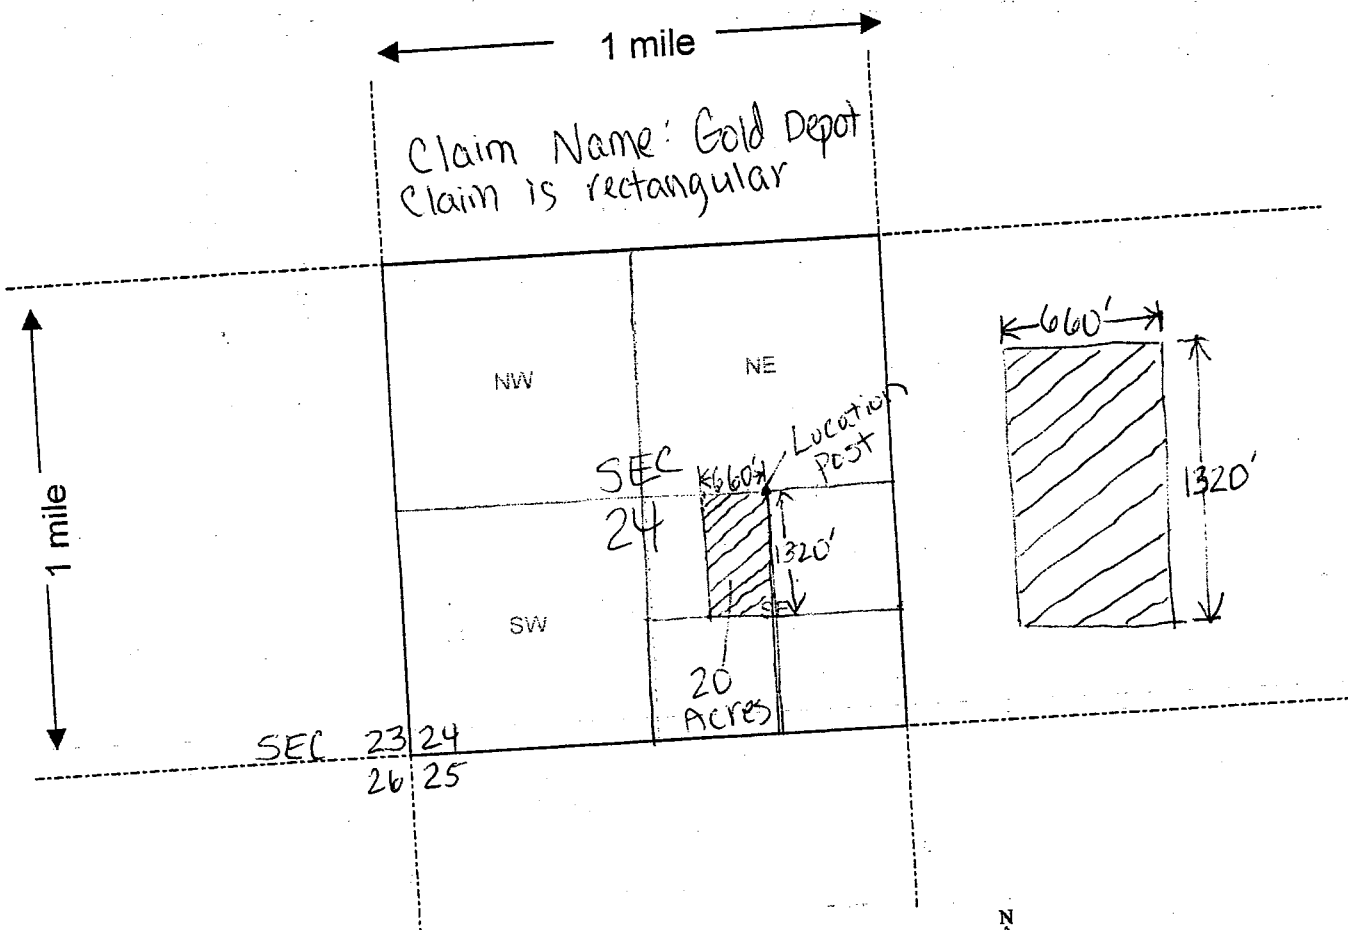 1 mile
Claim Name: Gold Depot
Claim is rectangular
660'
NW
NE
Location
Post
SEC
24
660'
1320'
1320'
1 mile
SE
SW
20
Acres
SEC 23 24
26 25
N